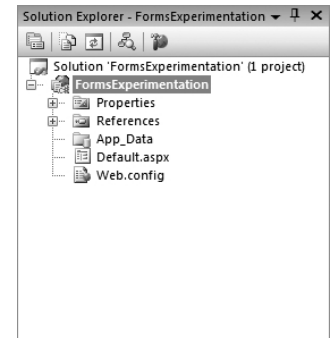 Solution Explorer - FormsExperimentation
Solution 'FormsExperimentation' (1 project)
FormsExperimentation
Properties
References
App_Data
Default.aspx
Web.config